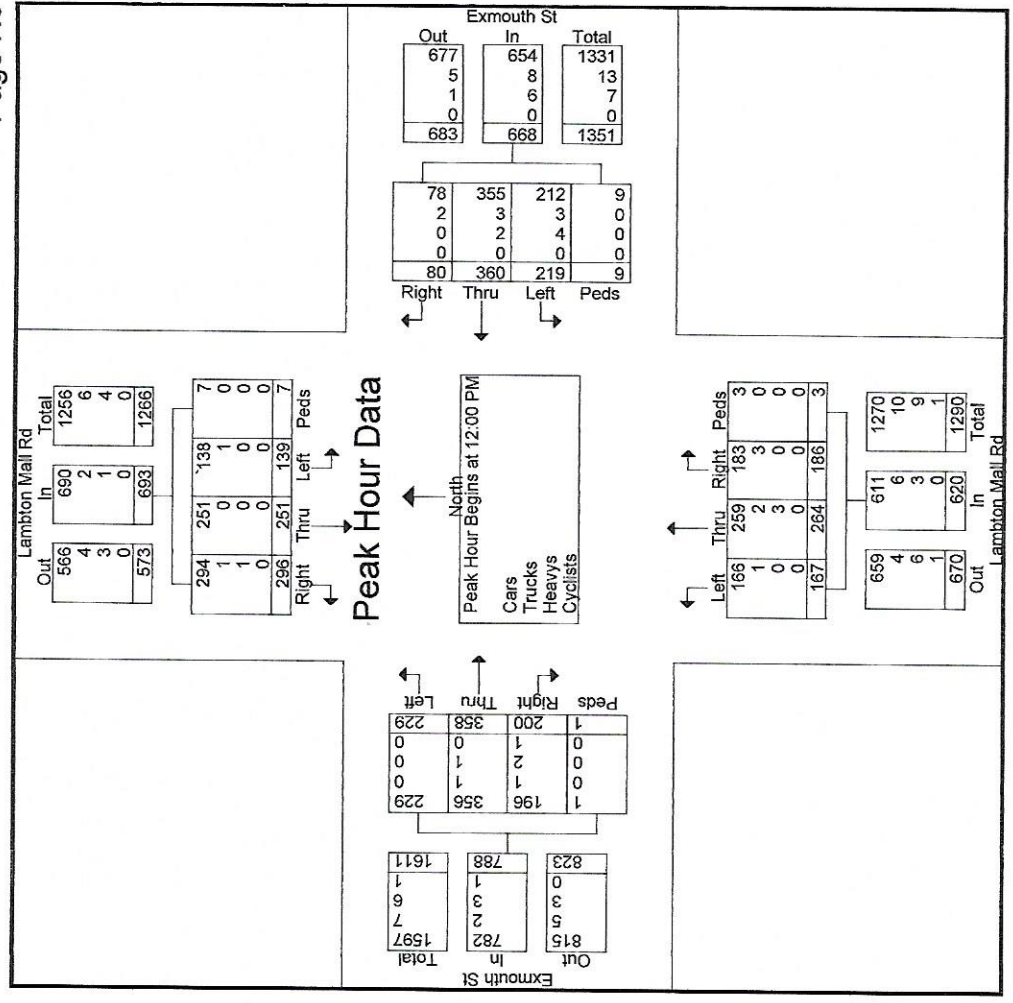 Exmouth St
Out In Total
677 654 1331
5 8 13
1 6 7
0 0 0
683 668 1351
78 355 212 9
2 3 3 0
0 2 4 0
0 0 0 0
80 360 219 9
Right Thru Left Peds
Lambton Mall Rd
Out In Total
566 690 1256
4 2 6
3 1 4
0 0 0
573 693 1266
294 251 138 7
1 0 1 0
1 0 0 0
0 0 0 0
296 251 139 7
Right Thru Left Peds
Peak Hour Data
North
Peak Hour Begins at 12:00 PM
Cars
Trucks
Heavys
Cyclists
Left Thru Right Peds
166 259 183 3
1 2 3 0
0 3 0 0
0 0 0 0
167 264 186 3
659 611 1270
4 6 10
6 3 9
1 0 1
670 620 1290
Out In Total
Lambton Mall Rd
Left Thru Right Peds
229 358 200 1
0 0 1 0
0 1 2 0
0 1 1 0
229 356 196 1
1611 788 823
1 1 0
6 3 3
7 2 5
1597 782 815
Total In Out
Exmouth St